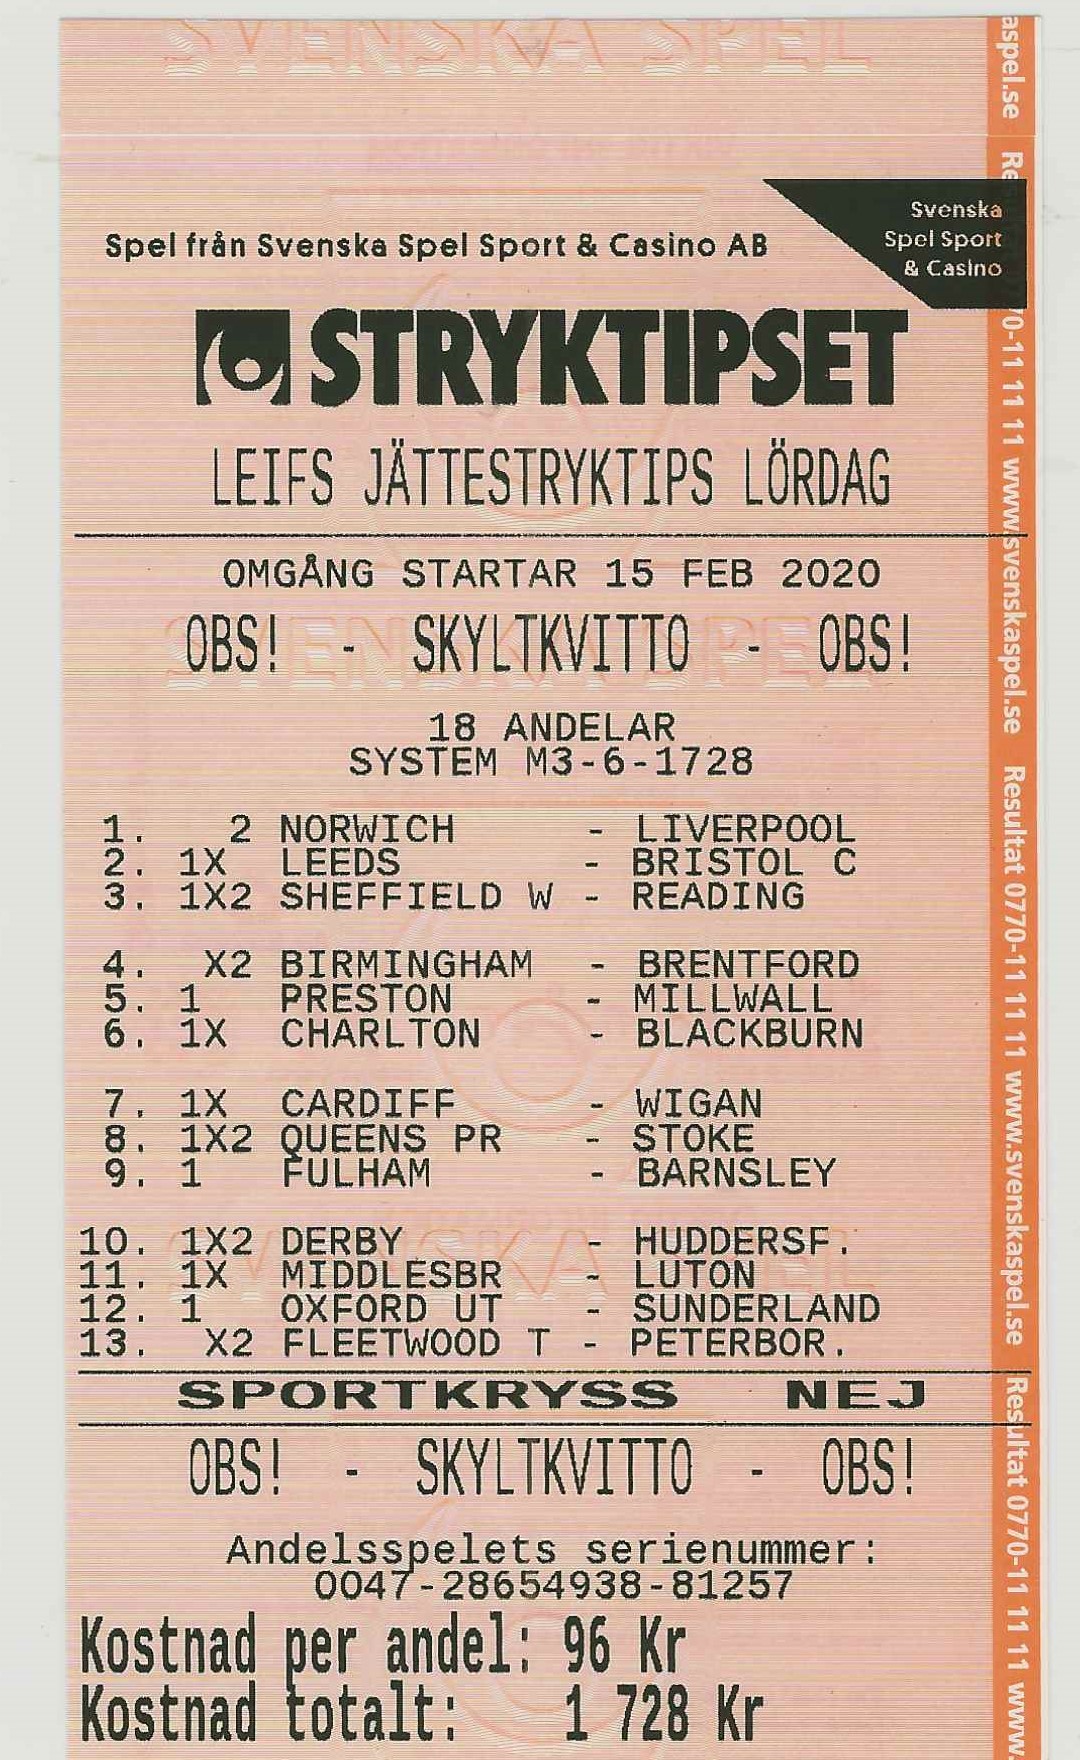 SVENSKA SPEL
Spel från Svenska Spel Sport & Casino AB
Svenska
Spel Sport
& Casino
STRYKTIPSET
LEIFS JÄTTESTRYKTIPS LÖRDAG
OMGÅNG STARTAR 15 FEB 2020
OBS! - SKYLTKVITTO - OBS!
18 ANDELAR
SYSTEM M3-6-1728
1. 2 NORWICH - LIVERPOOL
2. 1X LEEDS - BRISTOL C
3. 1X2 SHEFFIELD W - READING
4. X2 BIRMINGHAM - BRENTFORD
5. 1 PRESTON - MILLWALL
6. 1X CHARLTON - BLACKBURN
7. 1X CARDIFF - WIGAN
8. 1X2 QUEENS PR - STOKE
9. 1 FULHAM - BARNSLEY
10. 1X2 DERBY - HUDDERSF.
11. 1X MIDDLESBR - LUTON
12. 1 OXFORD UT - SUNDERLAND
13. X2 FLEETWOOD T - PETERBOR.
SPORTKRYSS NEJ
OBS! - SKYLTKVITTO - OBS!
Andelsspelets serienummer:
0047-28654938-81257
Kostnad per andel: 96 Kr
Kostnad totalt: 1 728 Kr
aspel.se Re 70-11 11 11 www.svenskaspel.se Resultat 0770-11 11 11 www.svenskaspel.se Resultat 0770-11 11 11 www.